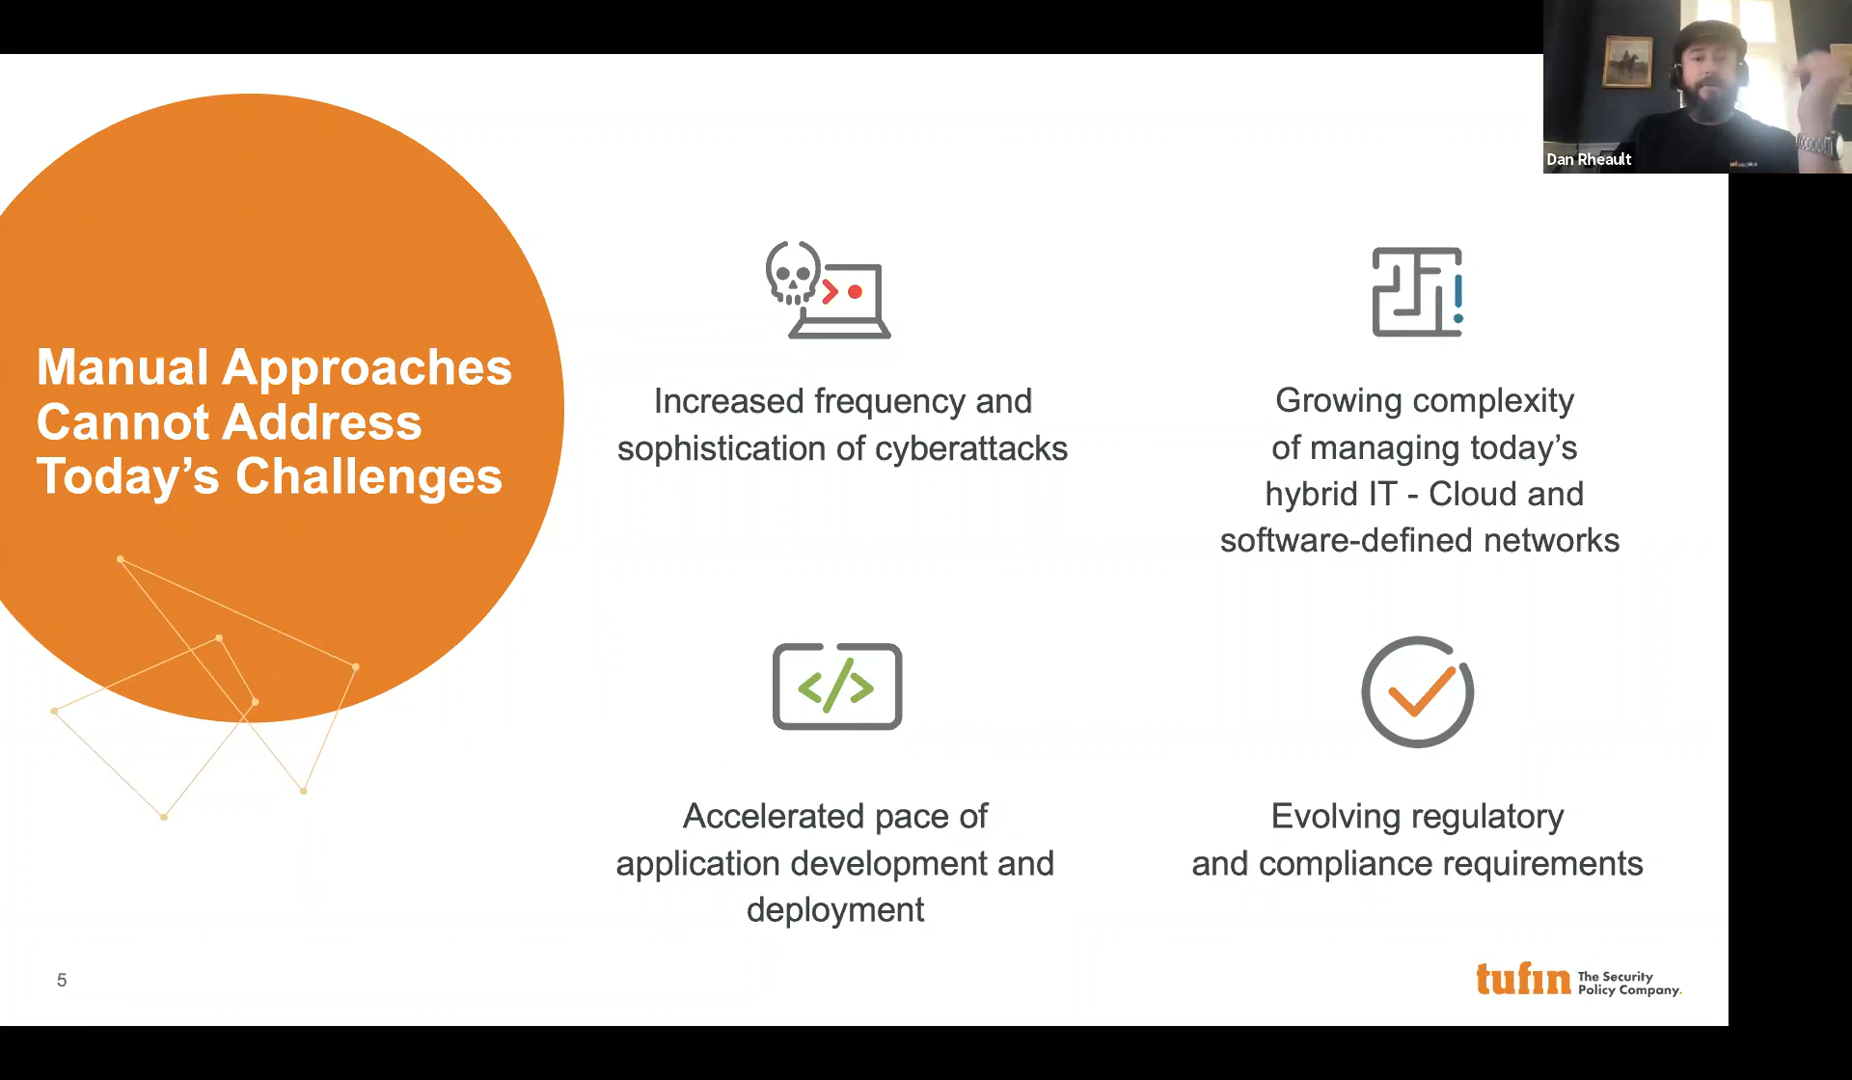 Dan Rheault
Manual Approaches
Cannot Address
Today’s Challenges
Increased frequency and
sophistication of cyberattacks
Growing complexity
of managing today’s
hybrid IT - Cloud and
software-defined networks
</>
Accelerated pace of
application development and
deployment
Evolving regulatory
and compliance requirements
5
tufin The Security
Policy Company.